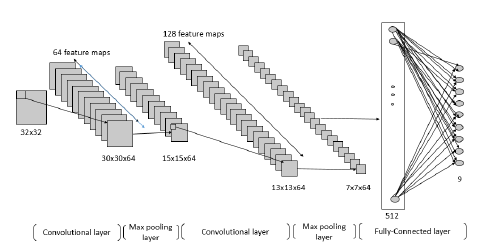 128 feature maps
64 feature maps
32x32
30x30x64
15x15x64
13x13x64
7x7x64
512
9
Convolutional layer
Max pooling
layer
Convolutional layer
Max pooling
layer
Fully-Connected layer